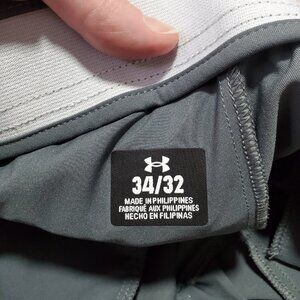 34/32
MADE IN PHILIPPINES
FABRIQUÉ AUX PHILIPPINES
HECHO EN FILIPINAS